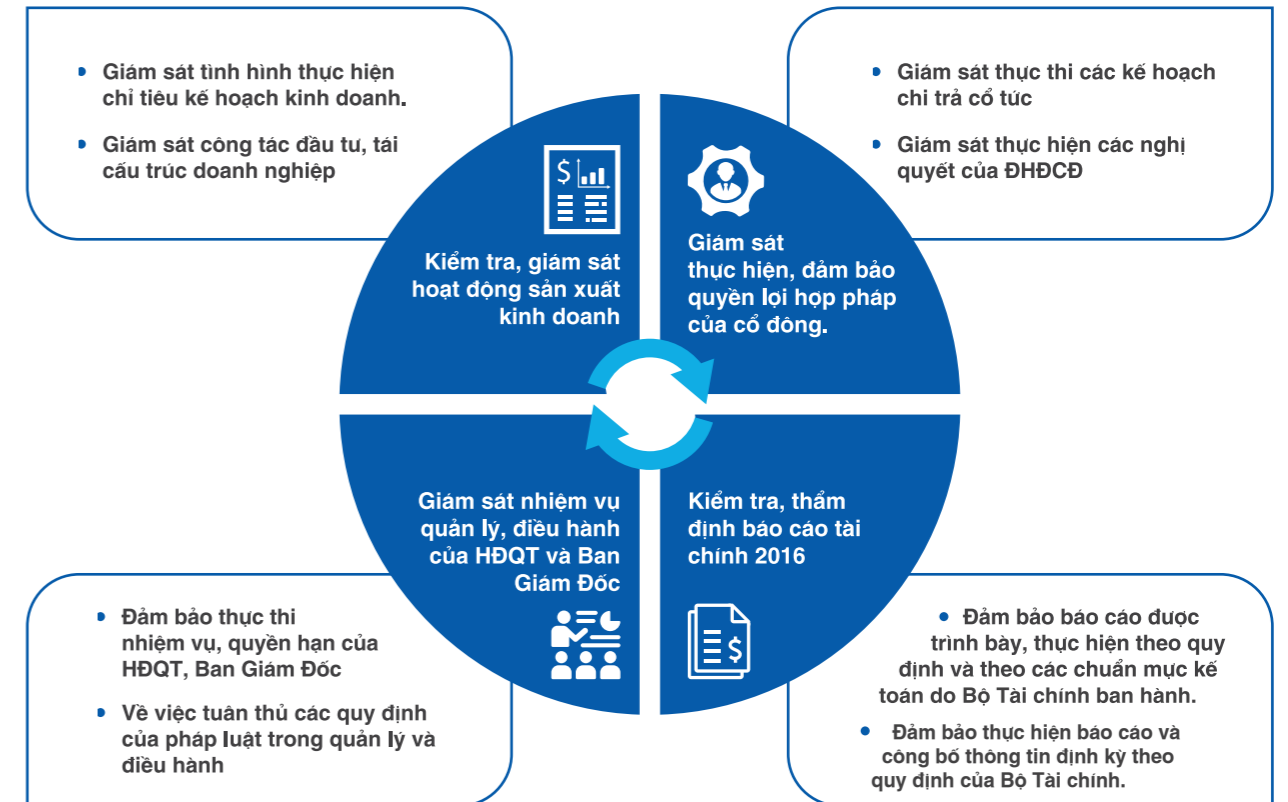 • Giám sát tình hình thực hiện
chỉ tiêu kế hoạch kinh doanh.
• Giám sát công tác đầu tư, tái
cấu trúc doanh nghiệp
• Giám sát thực thi các kế hoạch
chi trả cổ tức
• Giám sát thực hiện các nghị
quyết của ĐHĐCĐ
$
Kiểm tra, giám sát
hoạt động sản xuất
kinh doanh
Giám sát
thực hiện, đảm bảo
quyền lợi hợp pháp
của cổ đông.
Giám sát nhiệm vụ
quản lý, điều hành
của HĐQT và Ban
Giám Đốc
Kiểm tra, thẩm
định báo cáo tài
chính 2016
$
• Đảm bảo thực thi
nhiệm vụ, quyền hạn của
HĐQT, Ban Giám Đốc
• Về việc tuân thủ các quy định
của pháp luật trong quản lý và
điều hành
• Đảm bảo báo cáo được
trình bày, thực hiện theo quy
định và theo các chuẩn mực kế
toán do Bộ Tài chính ban hành.
• Đảm bảo thực hiện báo cáo và
công bố thông tin định kỳ theo
quy định của Bộ Tài chính.